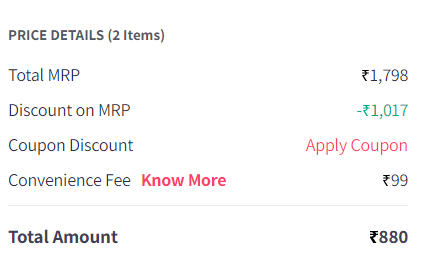 PRICE DETAILS (2 Items)
Total MRP ₹1,798
Discount on MRP -₹1,017
Coupon Discount Apply Coupon
Convenience Fee Know More ₹99
Total Amount ₹880